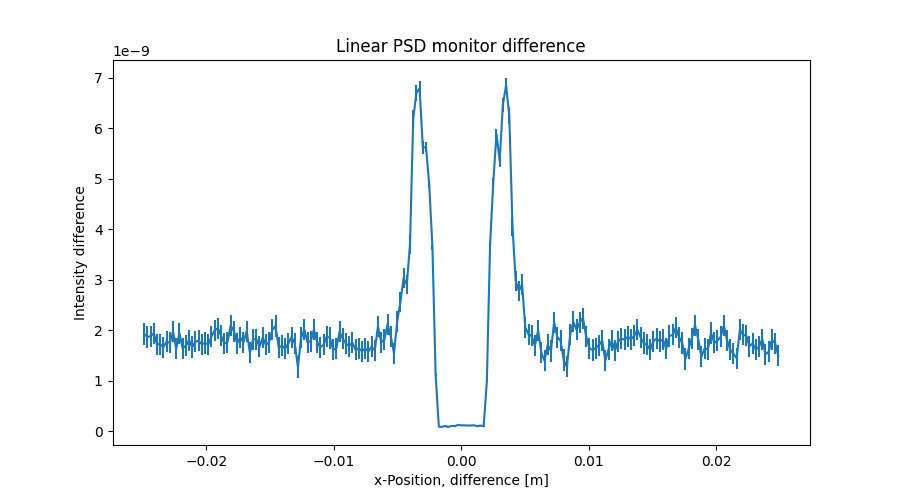 Linear PSD monitor difference
1e−9
7
6
5
4
3
2
1
0
Intensity difference
−0.02 −0.01 0.00 0.01 0.02
x-Position, difference [m]